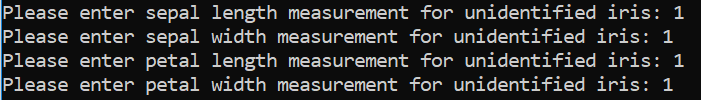 Please enter sepal length measurement for unidentified iris: 1
Please enter sepal width measurement for unidentified iris: 1
Please enter petal length measurement for unidentified iris: 1
Please enter petal width measurement for unidentified iris: 1